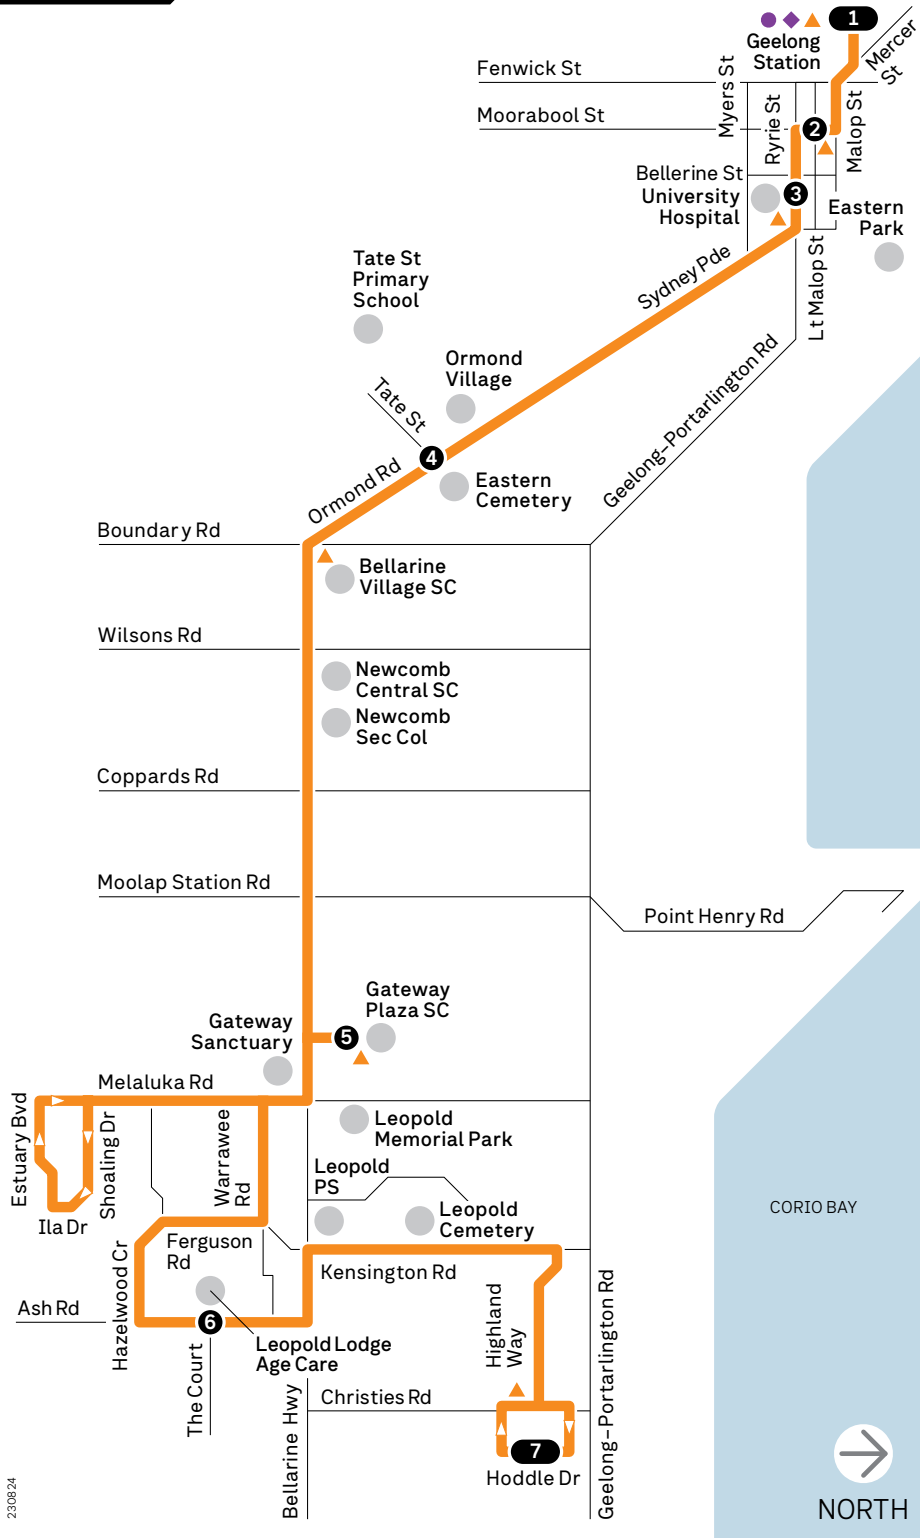 1
Geelong
Station
Mercer
St
Fenwick St
Moorabool St
Myers St
Ryrie St
2
Malop St
Bellerine St
University
Hospital
3
Eastern
Park
Sydney Pde
Lt Malop St
Tate St
Primary
School
Ormond
Village
Tate St
Geelong–Portarlington Rd
4
Ormond Rd
Eastern
Cemetery
Boundary Rd
Bellarine
Village SC
Wilsons Rd
Newcomb
Central SC
Newcomb
Sec Col
Coppards Rd
Moolap Station Rd
Point Henry Rd
Gateway
Plaza SC
Gateway
Sanctuary
5
Melaluka Rd
Estuary Bvd
Shoaling Dr
Warrawee
Rd
Leopold
Memorial Park
Leopold
PS
Ila Dr
Leopold
Cemetery
CORIO BAY
Ferguson
Rd
Hazelwood Cr
Kensington Rd
Highland
Way
Geelong–Portarlington Rd
Ash Rd
6
The Court
Leopold Lodge
Age Care
Bellarine Hwy
Christies Rd
7
Hoddle Dr
NORTH
230824